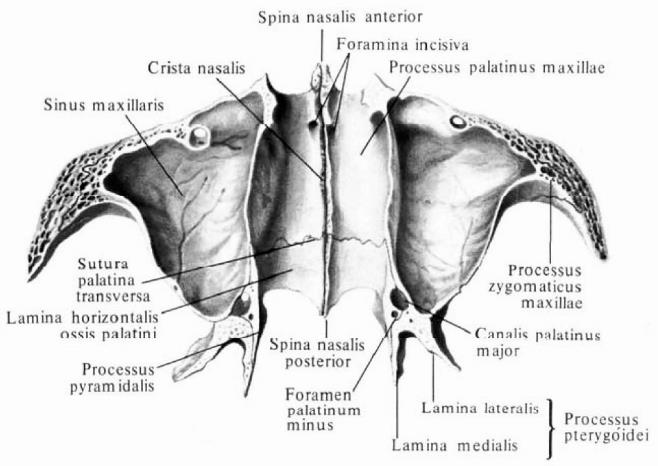 Spina nasalis anterior
Foramina incisiva
Crista nasalis
Processus palatinus maxillae
Sinus maxillaris
Sutura
palatina
transversa
Processus
zygomaticus
maxillae
Lamina horizontalis
ossis palatini
Spina nasalis
posterior
Canalis palatinus
major
Processus
pyramidalis
Foramen
palatinum
minus
Lamina lateralis
Lamina medialis
Processus
pterygóidei